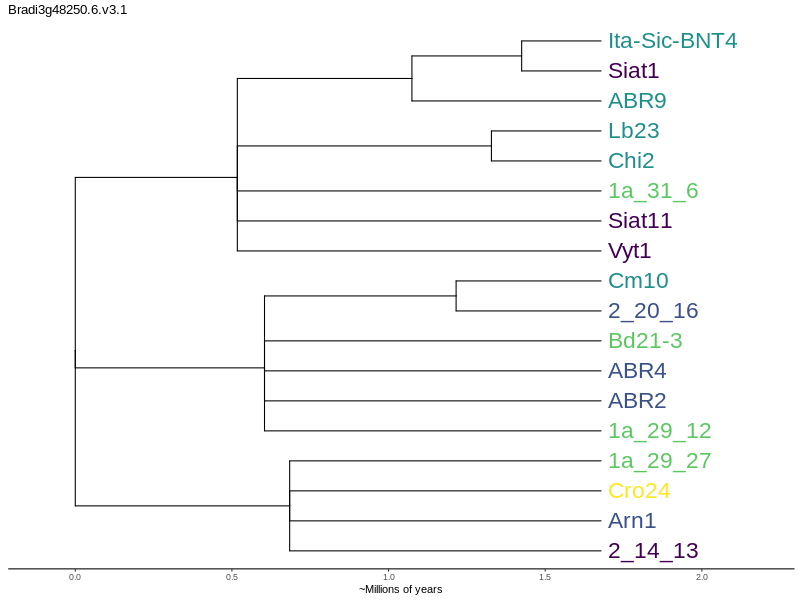 Bradi3g48250.6.v3.1
Ita-Sic-BNT4
Siat1
ABR9
Lb23
Chi2
1a_31_6
Siat11
Vyt1
Cm10
2_20_16
Bd21-3
ABR4
ABR2
1a_29_12
1a_29_27
Cro24
Arn1
2_14_13
0.0 0.5 1.0 1.5 2.0
~Millions of years